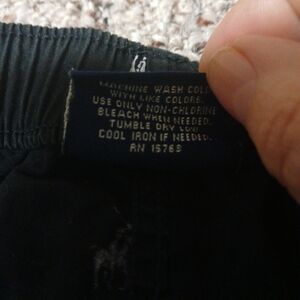 MACHINE WASH COLD
WITH LIKE COLORS.
USE ONLY NON-CHLORINE
BLEACH WHEN NEEDED.
TUMBLE DRY LOW.
COOL IRON IF NEEDED.
RN 15763